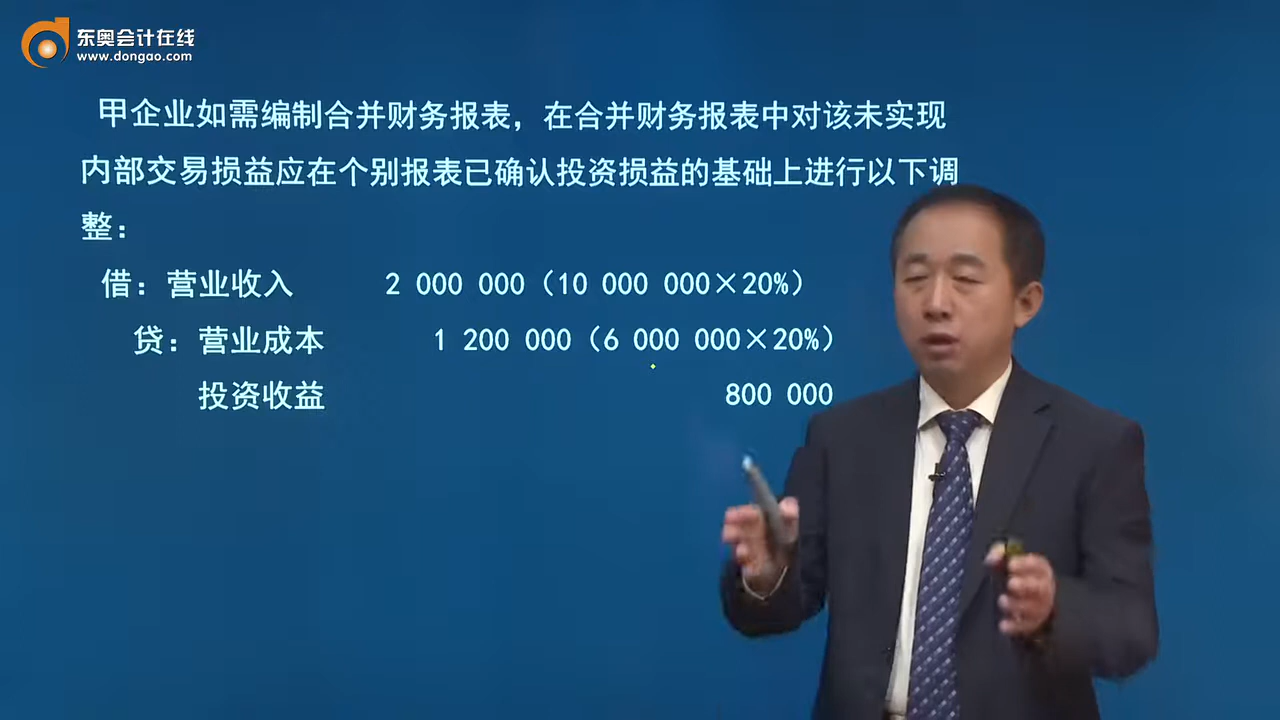 东奥会计在线
www.dongao.com
甲企业如需编制合并财务报表，在合并财务报表中对该未实现
内部交易损益应在个别报表已确认投资损益的基础上进行以下调
整：
借：营业收入 2 000 000（10 000 000×20%）
贷：营业成本 1 200 000（6 000 000×20%）
投资收益 800 000